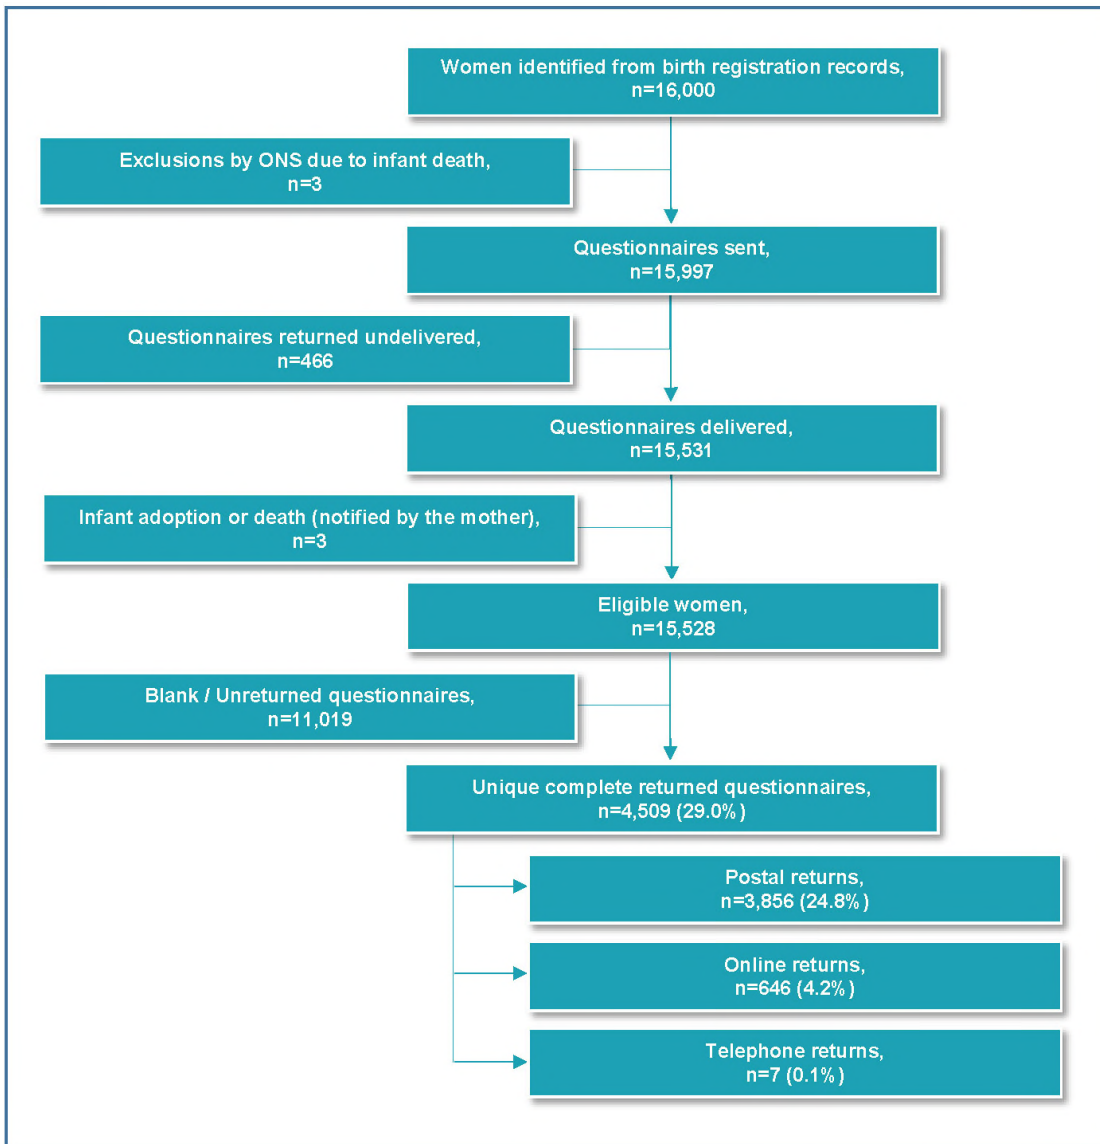 Women identified from birth registration records,
n=16,000
Exclusions by ONS due to infant death,
n=3
Questionnaires sent,
n=15,997
Questionnaires returned undelivered,
n=466
Questionnaires delivered,
n=15,531
Infant adoption or death (notified by the mother),
n=3
Eligible women,
n=15,528
Blank / Unreturned questionnaires,
n=11,019
Unique complete returned questionnaires,
n=4,509 (29.0%)
Postal returns,
n=3,856 (24.8%)
Online returns,
n=646 (4.2%)
Telephone returns,
n=7 (0.1%)